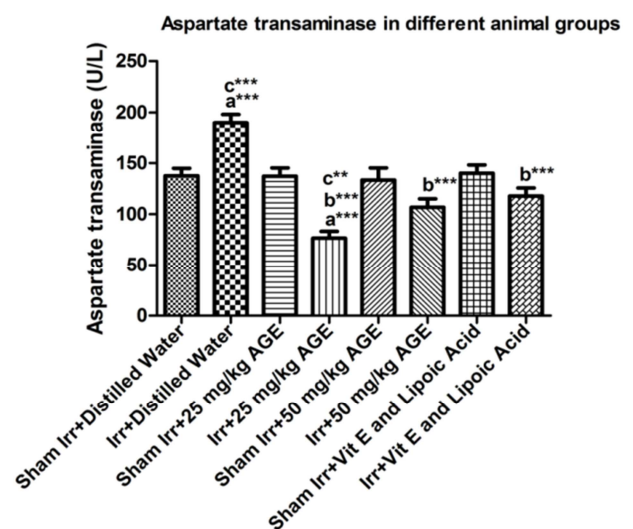 Aspartate transaminase in different animal groups
Aspartate transaminase (U/L)
250
200
150
100
50
0
c***
a***
c**
b***
a***
b***
b***
Sham Irr+Distilled Water
Irr+Distilled Water
Sham Irr+25 mg/kg AGE
Irr+25 mg/kg AGE
Sham Irr+50 mg/kg AGE
Irr+50 mg/kg AGE
Sham Irr+Vit E and Lipoic Acid
Irr+Vit E and Lipoic Acid